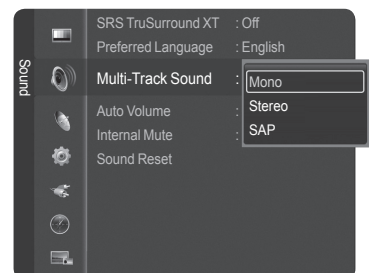 Sound
SRS TruSurround XT : Off
Preferred Language : English
Multi-Track Sound : Mono
Stereo
Auto Volume :
SAP
Internal Mute :
Sound Reset